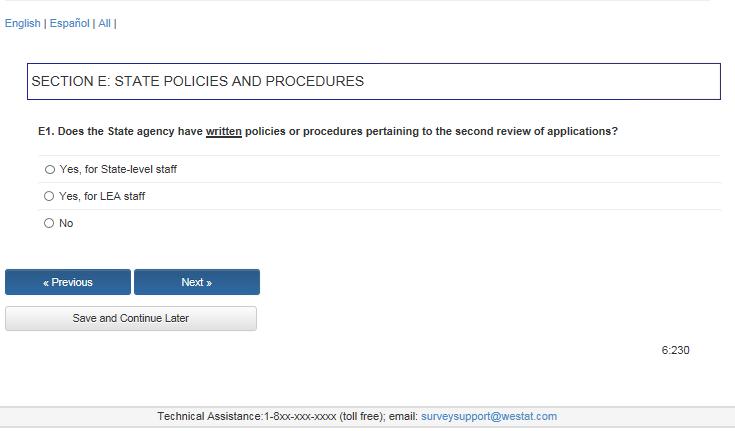 English | Español | All |
SECTION E: STATE POLICIES AND PROCEDURES
E1. Does the State agency have written policies or procedures pertaining to the second review of applications?
Yes, for State-level staff
Yes, for LEA staff
No
« Previous
Next »
Save and Continue Later
6:230
Technical Assistance:1-8xx-xxx-xxxx (toll free); email: surveysupport@westat.com